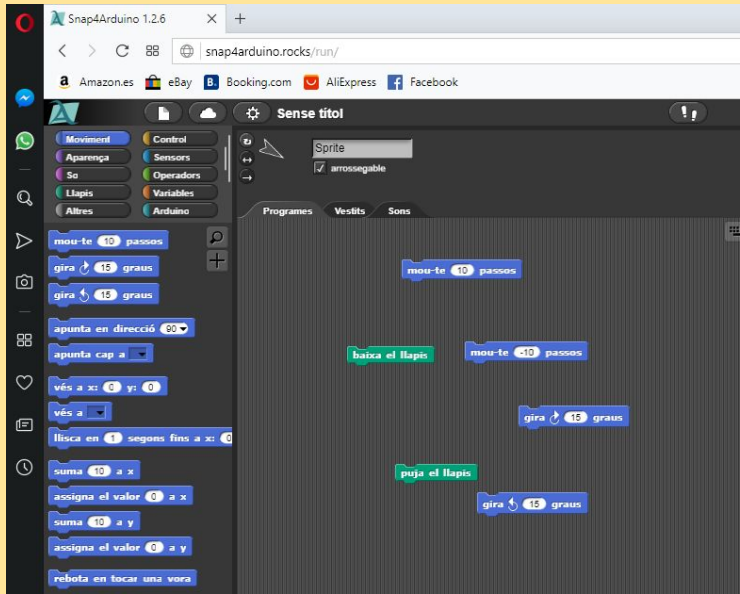 Snap4Arduino 1.2.6
snap4arduino.rocks/run/
Amazon.es eBay B. Booking.com AliExpress Facebook
Sense títol
Moviment Control
Aparença Sensors
So Operadors
Llapis Variables
Altres Arduino
Sprite
arrossegable
Programes Vestits Sons
mou-te 10 passos
gira 15 graus
gira 15 graus
apunta en direcció 90
apunta cap a
vés a x: 0 y: 0
vés a
llisca en 1 segons fins a x: 0
suma 10 a x
assigna el valor 0 a x
suma 10 a y
assigna el valor 0 a y
rebota en tocar una vora
mou-te 10 passos
baixa el llapis
mou-te -10 passos
gira 15 graus
puja el llapis
gira 15 graus